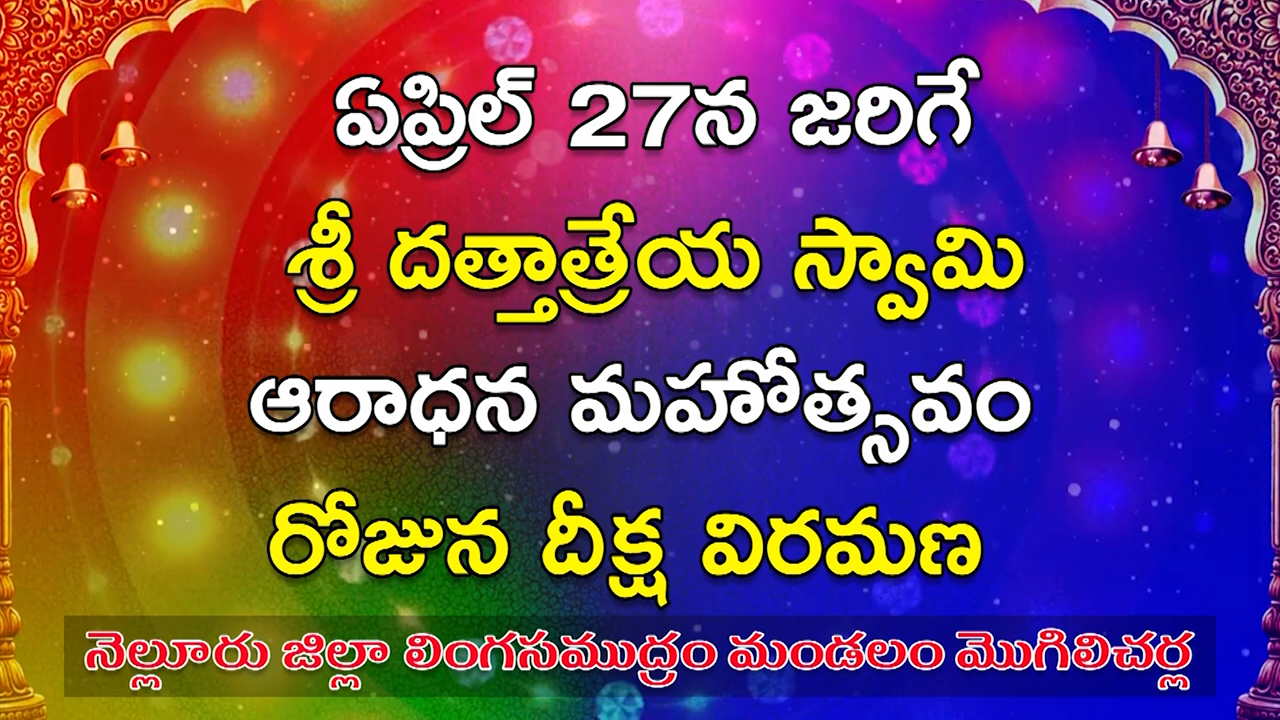 ఏప్రిల్ 27న జరిగే
శ్రీ దత్తాత్రేయ స్వామి
ఆరాధన మహోత్సవం
రోజున దీక్ష విరమణ
నెల్లూరు జిల్లా లింగసముద్రం మండలం మొగిలిచర్ల